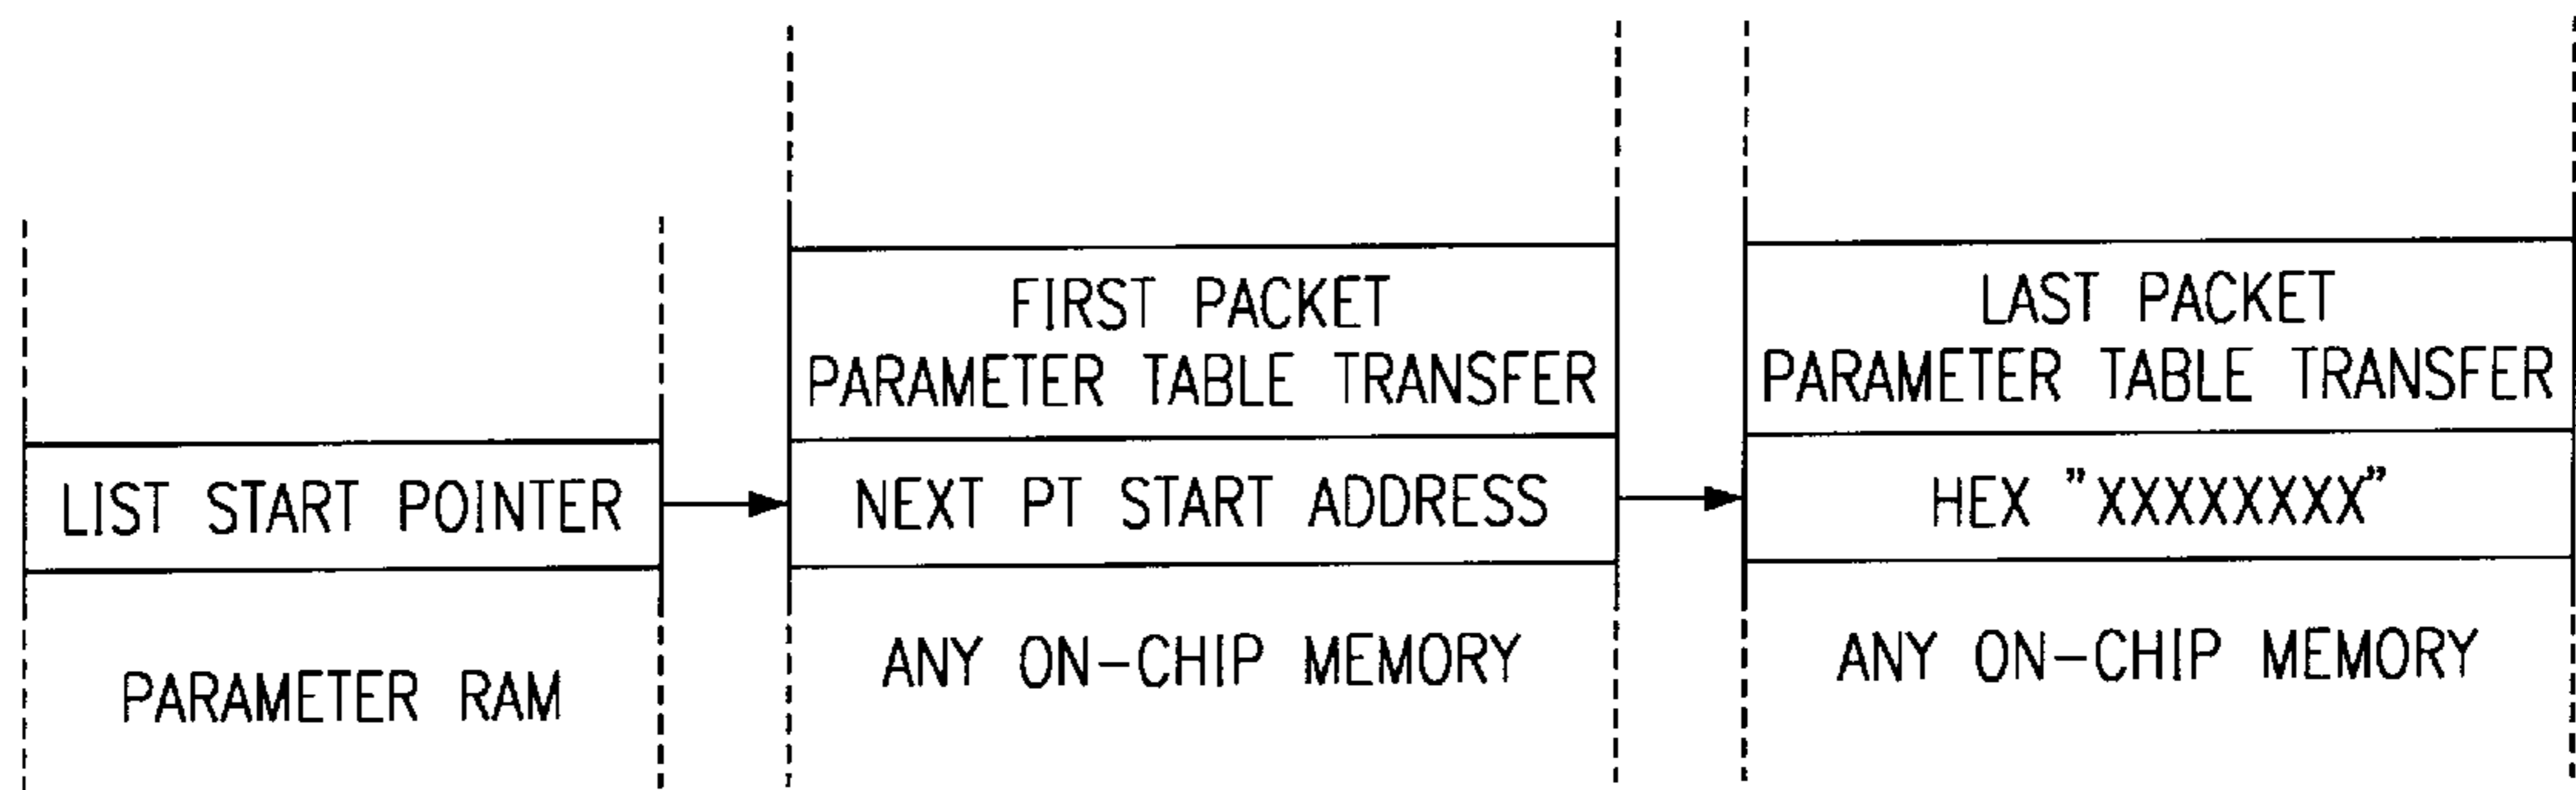 LIST START POINTER
PARAMETER RAM
FIRST PACKET
PARAMETER TABLE TRANSFER
NEXT PT START ADDRESS
ANY ON-CHIP MEMORY
LAST PACKET
PARAMETER TABLE TRANSFER
HEX "XXXXXXXX"
ANY ON-CHIP MEMORY